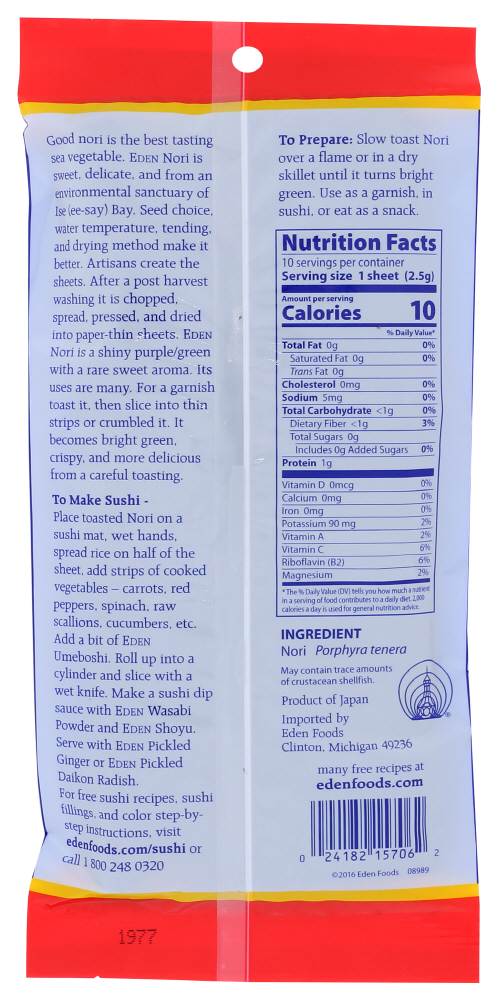 Good nori is the best tasting
sea vegetable. EDEN Nori is
sweet, delicate, and from an
environmental sanctuary of
Ise (ee-say) Bay. Seed choice,
water temperature, tending,
and drying method make it
better. Artisans create the
sheets. After a post harvest
washing it is chopped,
spread, pressed, and dried
into paper-thin sheets. EDEN
Nori is a shiny purple/green
with a rare sweet aroma. Its
uses are many. For a garnish
toast it, then slice into thin
strips or crumbled it. It
becomes bright green,
crispy, and more delicious
from a careful toasting.
To Make Sushi -
Place toasted Nori on a
sushi mat, wet hands,
spread rice on half of the
sheet, add strips of cooked
vegetables – carrots, red
peppers, spinach, raw
scallions, cucumbers, etc.
Add a bit of EDEN
Umeboshi. Roll up into a
cylinder and slice with a
wet knife. Make a sushi dip
sauce with EDEN Wasabi
Powder and EDEN Shoyu.
Serve with EDEN Pickled
Ginger or EDEN Pickled
Daikon Radish.
For free sushi recipes, sushi
fillings, and color step-by-
step instructions, visit
edenfoods.com/sushi or
call 1 800 248 0320
To Prepare: Slow toast Nori
over a flame or in a dry
skillet until it turns bright
green. Use as a garnish, in
sushi, or eat as a snack.
Nutrition Facts
10 servings per container
Serving size 1 sheet (2.5g)
Amount per serving
Calories 10
% Daily Value*
Total Fat 0g 0%
Saturated Fat 0g 0%
Trans Fat 0g
Cholesterol 0mg 0%
Sodium 5mg 0%
Total Carbohydrate <1g 0%
Dietary Fiber <1g 3%
Total Sugars 0g
Includes 0g Added Sugars 0%
Protein 1g
Vitamin D 0mcg 0%
Calcium 0mg 0%
Iron 0mg 0%
Potassium 90 mg 2%
Vitamin A 2%
Vitamin C 6%
Riboflavin (B2) 6%
Magnesium 2%
* The % Daily Value (DV) tells you how much a nutrient
in a serving of food contributes to a daily diet. 2,000
calories a day is used for general nutrition advice.
INGREDIENT
Nori Porphyra tenera
May contain trace amounts
of crustacean shellfish.
Product of Japan
Imported by
Eden Foods
Clinton, Michigan 49236
®
many free recipes at
edenfoods.com
0 24182 15706 2
©2016 Eden Foods 08989
1977